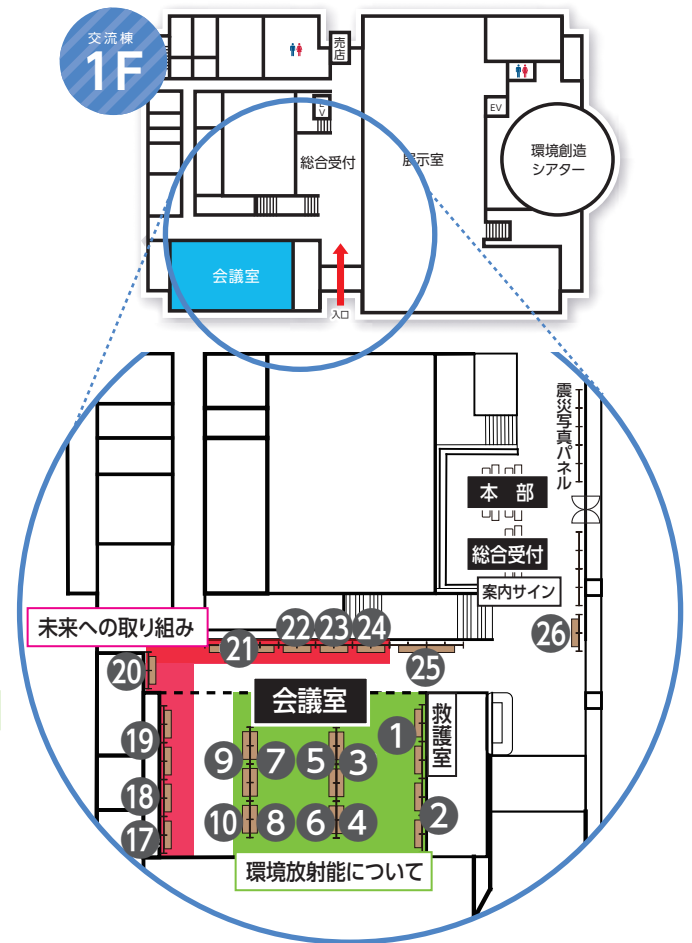 交流棟
1F
売店
EV
EV
総合受付
展示室
環境創造
シアター
会議室
入口
震災写真パネル
本 部
総合受付
案内サイン
未来への取り組み
22
23
24
21
25
26
20
会議室
救護室
1
19
9
7
5
3
18
10
8
6
4
2
17
環境放射能について